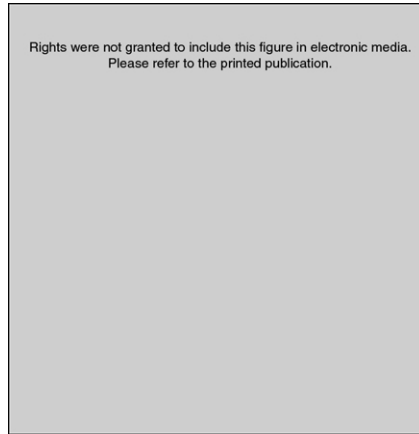 Rights were not granted to include this figure in electronic media.
Please refer to the printed publication.